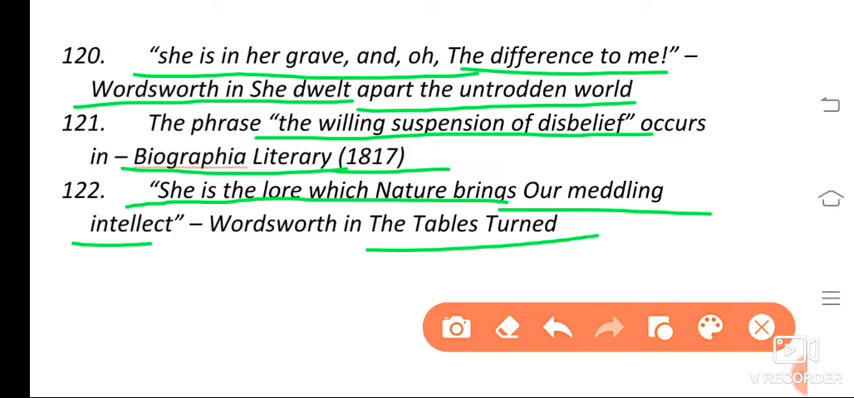 120. “she is in her grave, and, oh, The difference to me!” –
Wordsworth in She dwelt apart the untrodden world
121. The phrase “the willing suspension of disbelief” occurs
in – Biographia Literary (1817)
122. “She is the lore which Nature brings Our meddling
intellect” – Wordsworth in The Tables Turned
V RECORDER